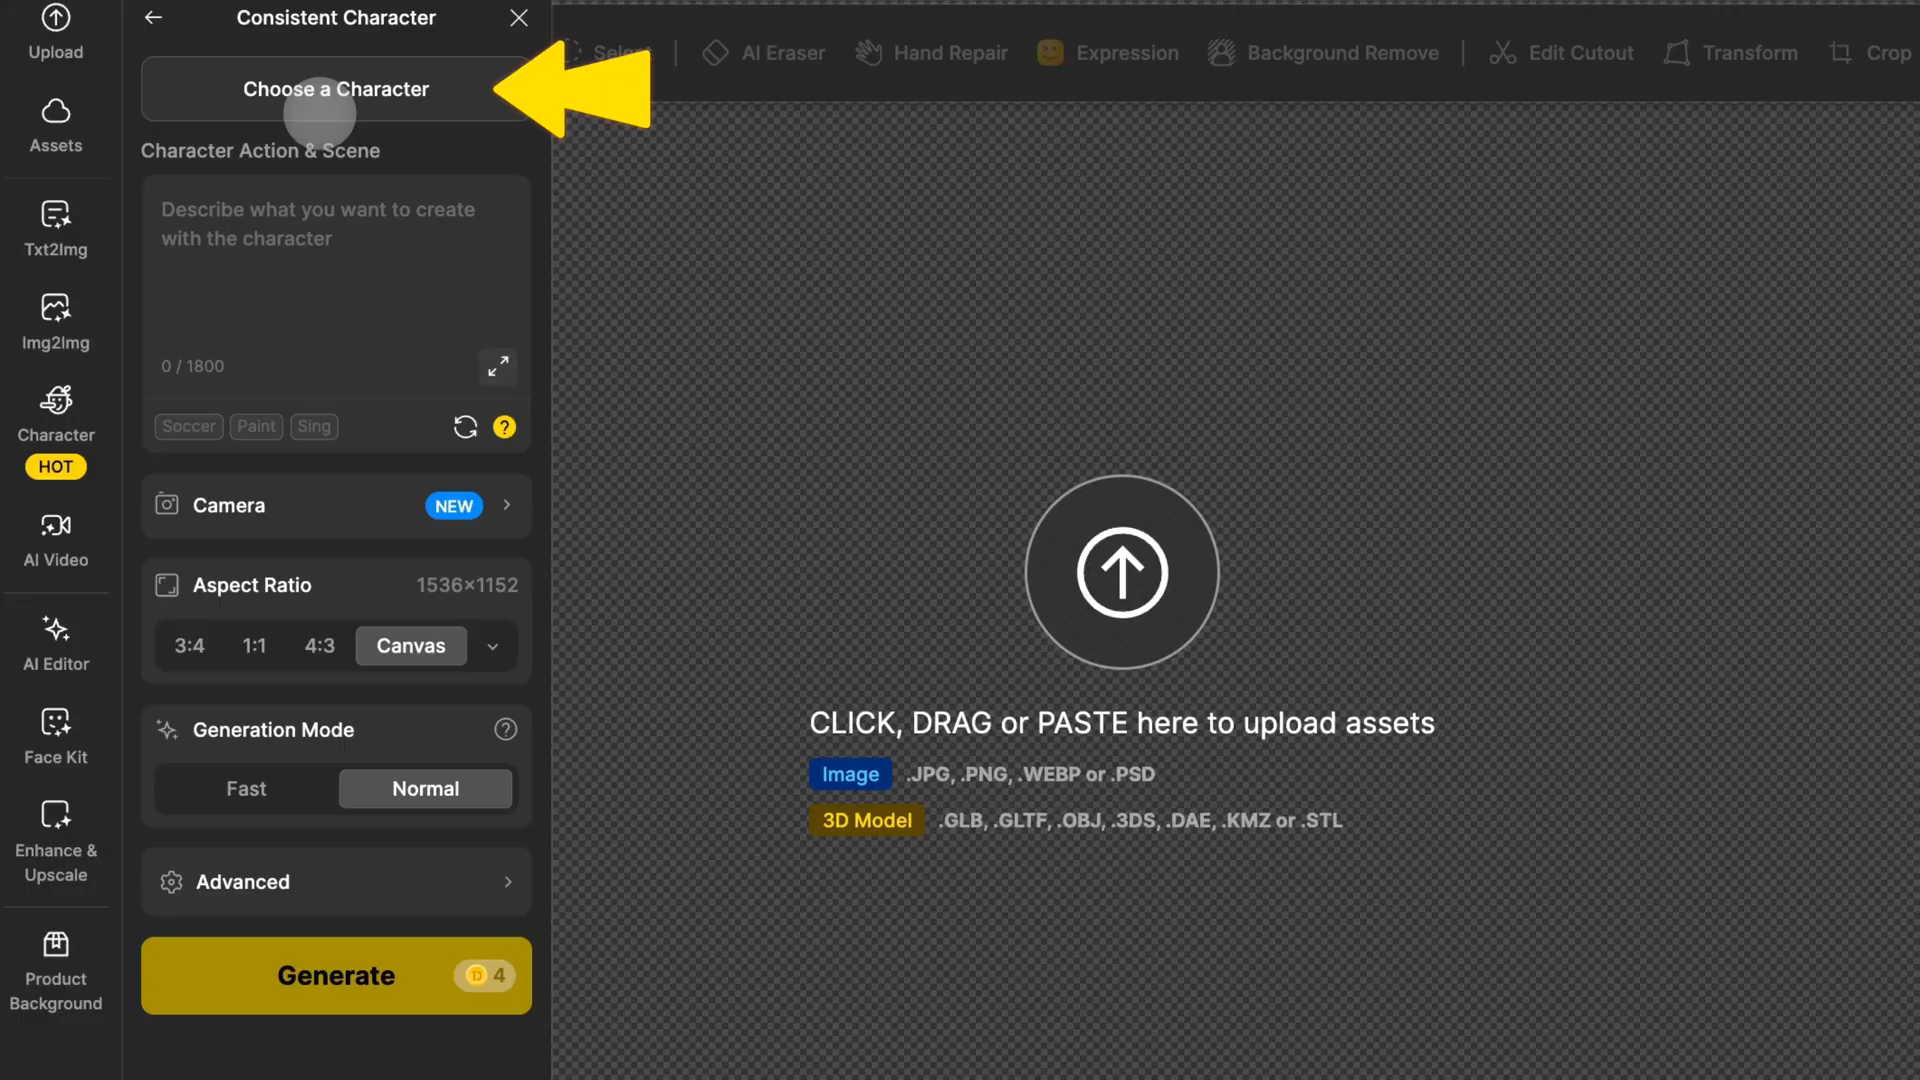 Upload
Assets
Txt2Img
Img2Img
Character
HOT
AI Video
AI Editor
Face Kit
Enhance &
Upscale
Product
Background
Consistent Character
Choose a Character
Character Action & Scene
Describe what you want to create
with the character
0 / 1800
Soccer Paint Sing ?
Camera NEW
Aspect Ratio 1536×1152
3:4 1:1 4:3 Canvas
Generation Mode ?
Fast Normal
Advanced
Generate D 4
Select AI Eraser Hand Repair Expression Background Remove Edit Cutout Transform Crop
CLICK, DRAG or PASTE here to upload assets
Image .JPG, .PNG, .WEBP or .PSD
3D Model .GLB, .GLTF, .OBJ, .3DS, .DAE, .KMZ or .STL